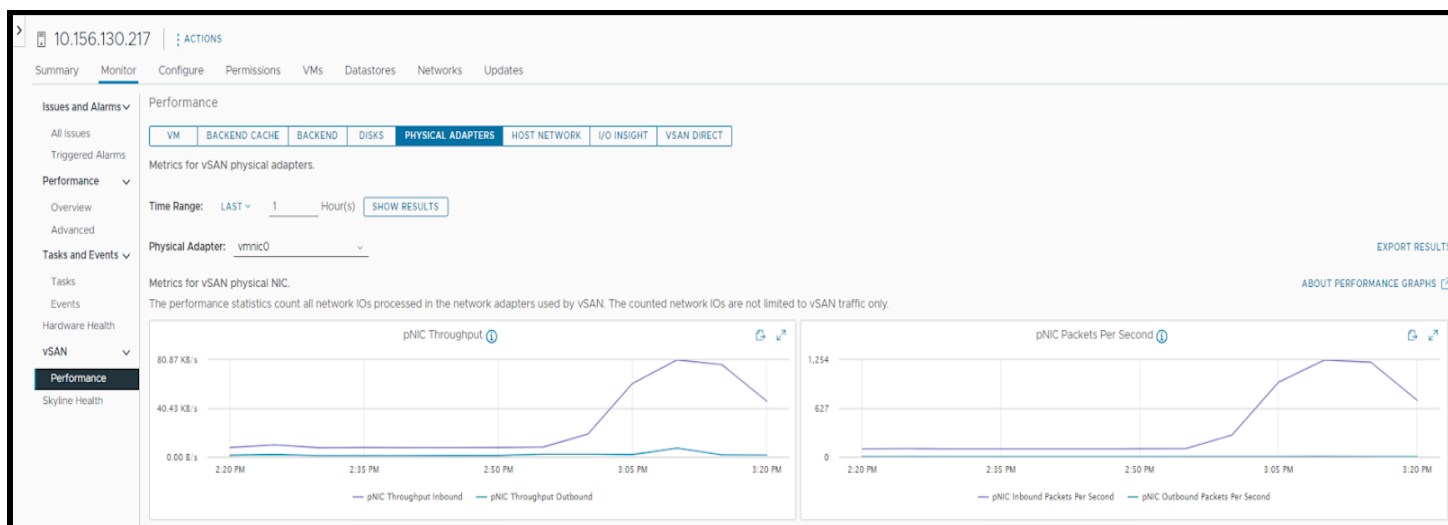 10.156.130.217 ACTIONS
Summary Monitor Configure Permissions VMs Datastores Networks Updates
Issues and Alarms
All Issues
Triggered Alarms
Performance
Overview
Advanced
Tasks and Events
Tasks
Events
Hardware Health
vSAN
Performance
Skyline Health
Performance
VM BACKEND CACHE BACKEND DISKS PHYSICAL ADAPTERS HOST NETWORK I/O INSIGHT VSAN DIRECT
Metrics for vSAN physical adapters.
Time Range: LAST 1 Hour(s) SHOW RESULTS
Physical Adapter: vmnic0
EXPORT RESULTS
Metrics for vSAN physical NIC.
ABOUT PERFORMANCE GRAPHS
The performance statistics count all network IOs processed in the network adapters used by vSAN. The counted network IOs are not limited to vSAN traffic only.
pNIC Throughput
80.87 KB/s
40.43 KB/s
0.00 B/s
2:20 PM 2:35 PM 2:50 PM 3:05 PM 3:20 PM
pNIC Throughput Inbound pNIC Throughput Outbound
pNIC Packets Per Second
1,254
627
0
2:20 PM 2:35 PM 2:50 PM 3:05 PM 3:20 PM
pNIC Inbound Packets Per Second pNIC Outbound Packets Per Second